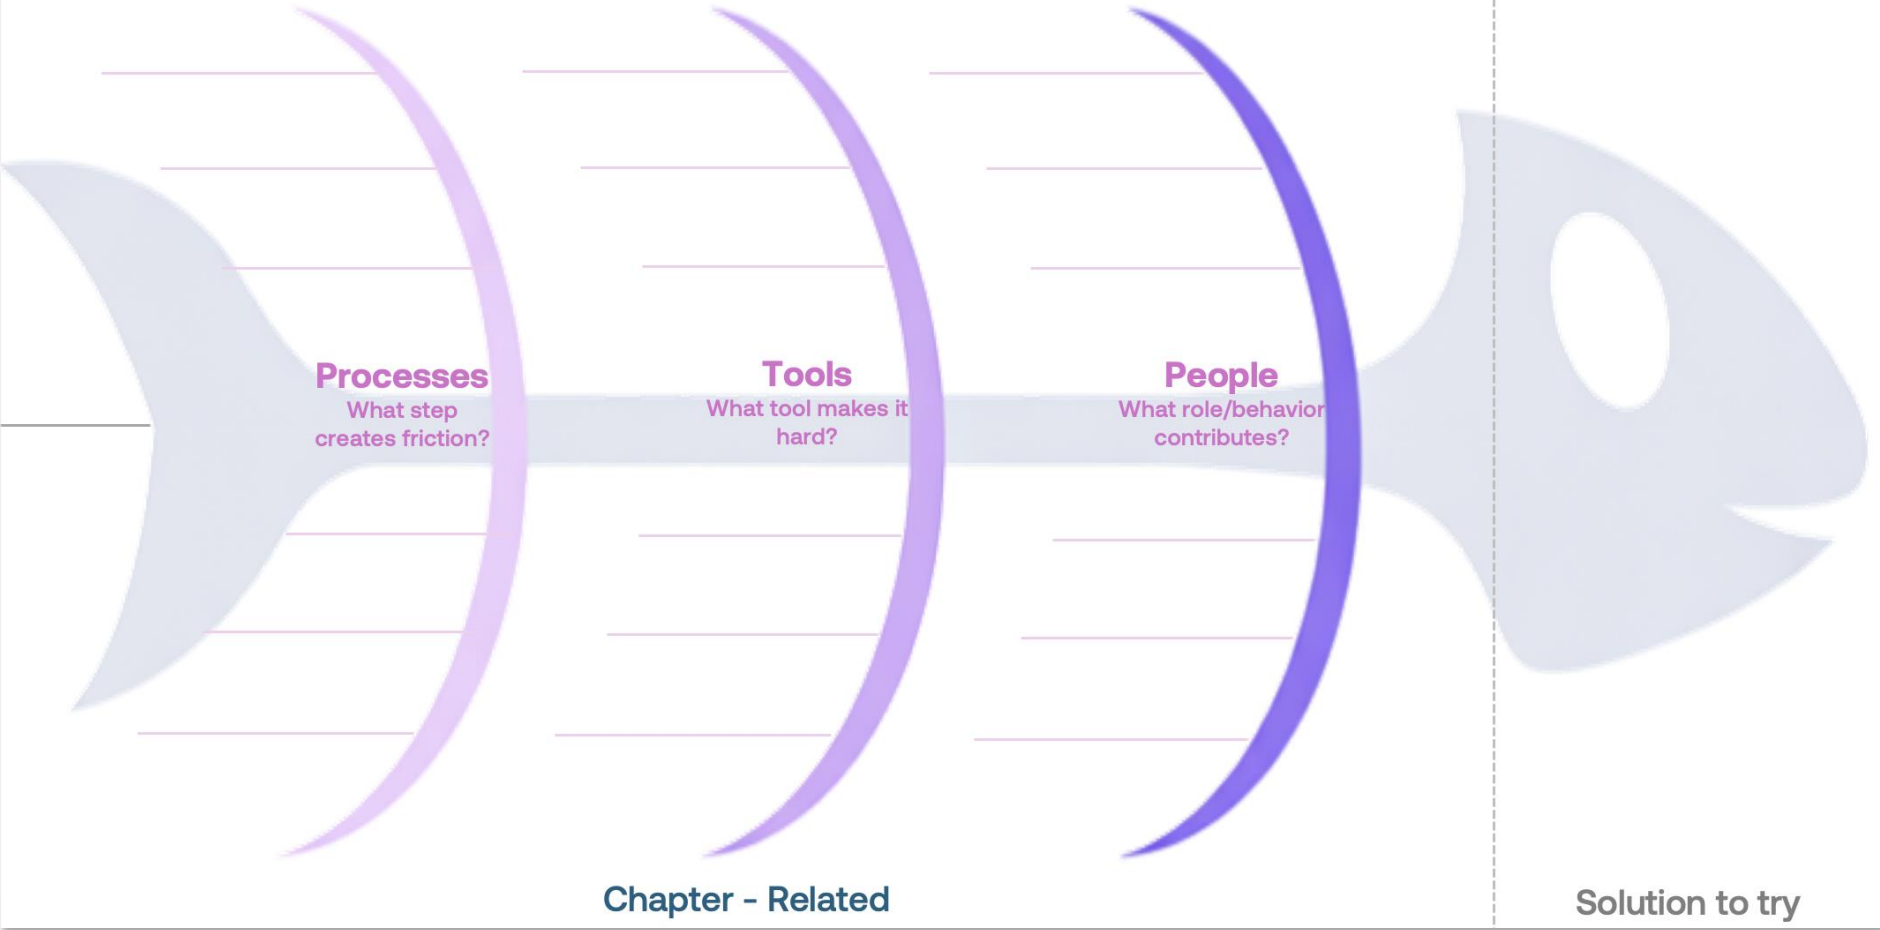 Processes
What step
creates friction?
Tools
What tool makes it
hard?
People
What role/behavior
contributes?
Chapter - Related
Solution to try